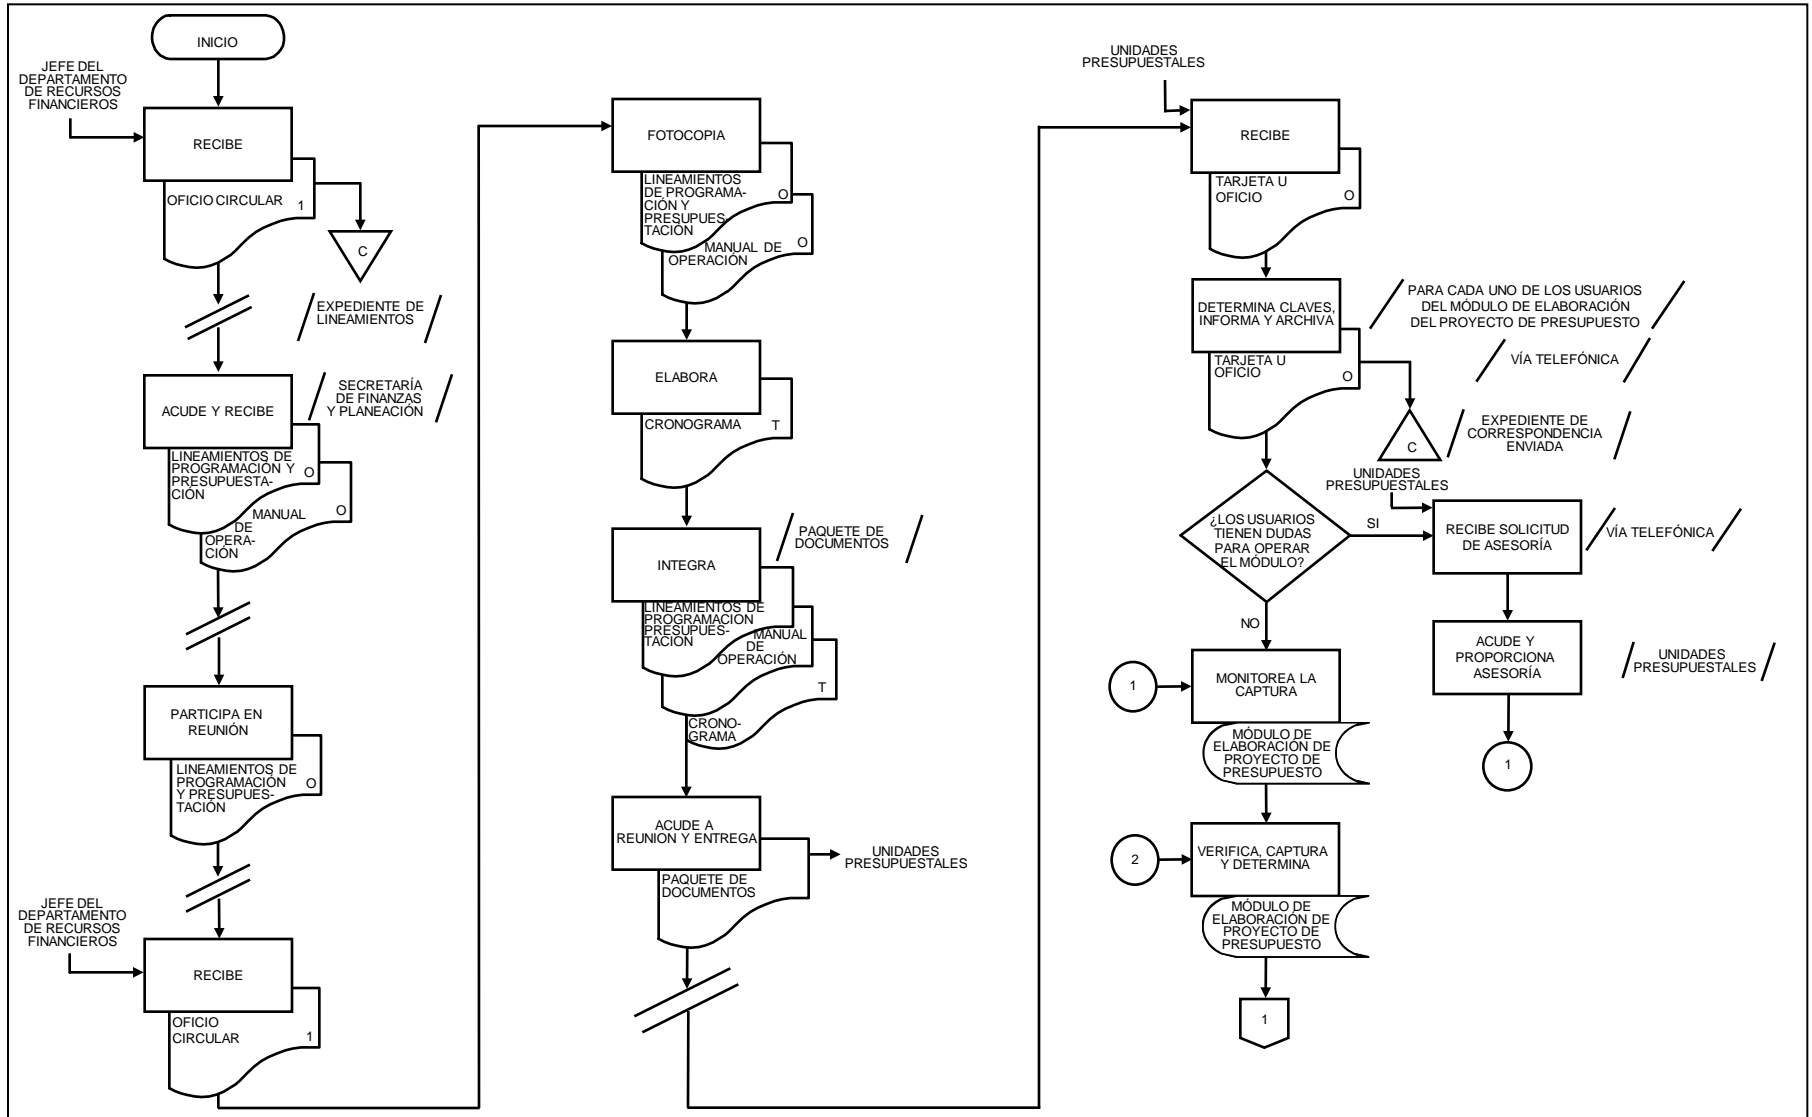 INICIO
JEFE DEL
DEPARTAMENTO
DE RECURSOS
FINANCIEROS
RECIBE
OFICIO CIRCULAR
1
C
EXPEDIENTE DE
LINEAMIENTOS
ACUDE Y RECIBE
SECRETARÍA
DE FINANZAS
Y PLANEACIÓN
LINEAMIENTOS DE
PROGRAMACIÓN Y
PRESUPUESTA-
CIÓN
O
MANUAL
DE
OPERA-
CIÓN
O
PARTICIPA EN
REUNIÓN
LINEAMIENTOS DE
PROGRAMACIÓN
Y PRESUPUES-
TACIÓN
O
JEFE DEL
DEPARTAMENTO
DE RECURSOS
FINANCIEROS
RECIBE
OFICIO
CIRCULAR
1
FOTOCOPIA
LINEAMIENTOS
DE PROGRAMA-
CIÓN Y
PRESUPUES-
TACIÓN
O
MANUAL DE
OPERACIÓN
O
ELABORA
CRONOGRAMA
T
INTEGRA
PAQUETE DE
DOCUMENTOS
LINEAMIENTOS DE
PROGRAMACION
PRESUPUES-
TACION
MANUAL
DE
OPERACIÓN
T
CRONO-
GRAMA
ACUDE A
REUNION Y ENTREGA
PAQUETE DE
DOCUMENTOS
UNIDADES
PRESUPUESTALES
UNIDADES
PRESUPUESTALES
RECIBE
TARJETA U
OFICIO
O
DETERMINA CLAVES,
INFORMA Y ARCHIVA
PARA CADA UNO DE LOS USUARIOS
DEL MÓDULO DE ELABORACIÓN
DEL PROYECTO DE PRESUPUESTO
VÍA TELEFÓNICA
TARJETA U
OFICIO
O
C
EXPEDIENTE DE
CORRESPONDENCIA
ENVIADA
¿LOS USUARIOS
TIENEN DUDAS
PARA OPERAR
EL MÓDULO?
SI
UNIDADES
PRESUPUESTALES
RECIBE SOLICITUD
DE ASESORÍA
VÍA TELEFÓNICA
ACUDE Y
PROPORCIONA
ASESORÍA
UNIDADES
PRESUPUESTALES
1
NO
1
MONITOREA LA
CAPTURA
MÓDULO DE
ELABORACIÓN DE
PROYECTO DE
PRESUPUESTO
2
VERIFICA, CAPTURA
Y DETERMINA
MÓDULO DE
ELABORACIÓN DE
PROYECTO DE
PRESUPUESTO
1